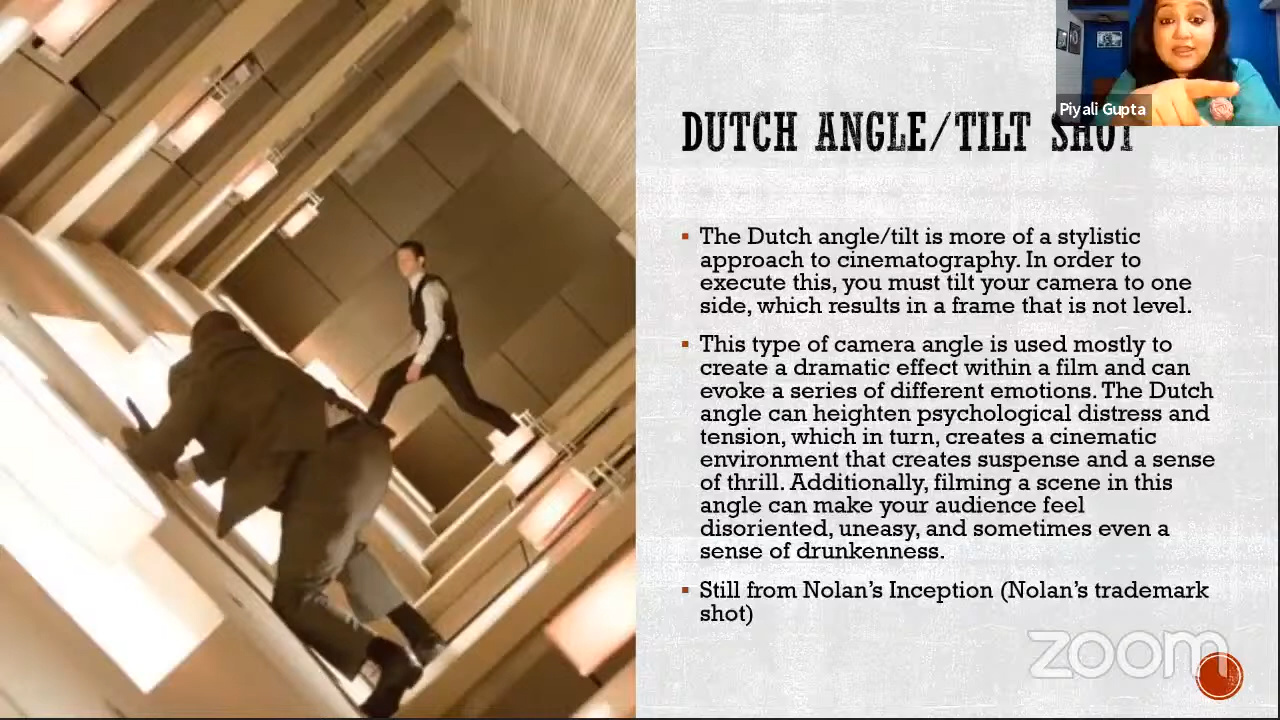 Piyali Gupta
DUTCH ANGLE/TILT SHOT
The Dutch angle/tilt is more of a stylistic
approach to cinematography. In order to
execute this, you must tilt your camera to one
side, which results in a frame that is not level.
This type of camera angle is used mostly to
create a dramatic effect within a film and can
evoke a series of different emotions. The Dutch
angle can heighten psychological distress and
tension, which in turn, creates a cinematic
environment that creates suspense and a sense
of thrill. Additionally, filming a scene in this
angle can make your audience feel
disoriented, uneasy, and sometimes even a
sense of drunkenness.
Still from Nolan's Inception (Nolan's trademark
shot)
zoom